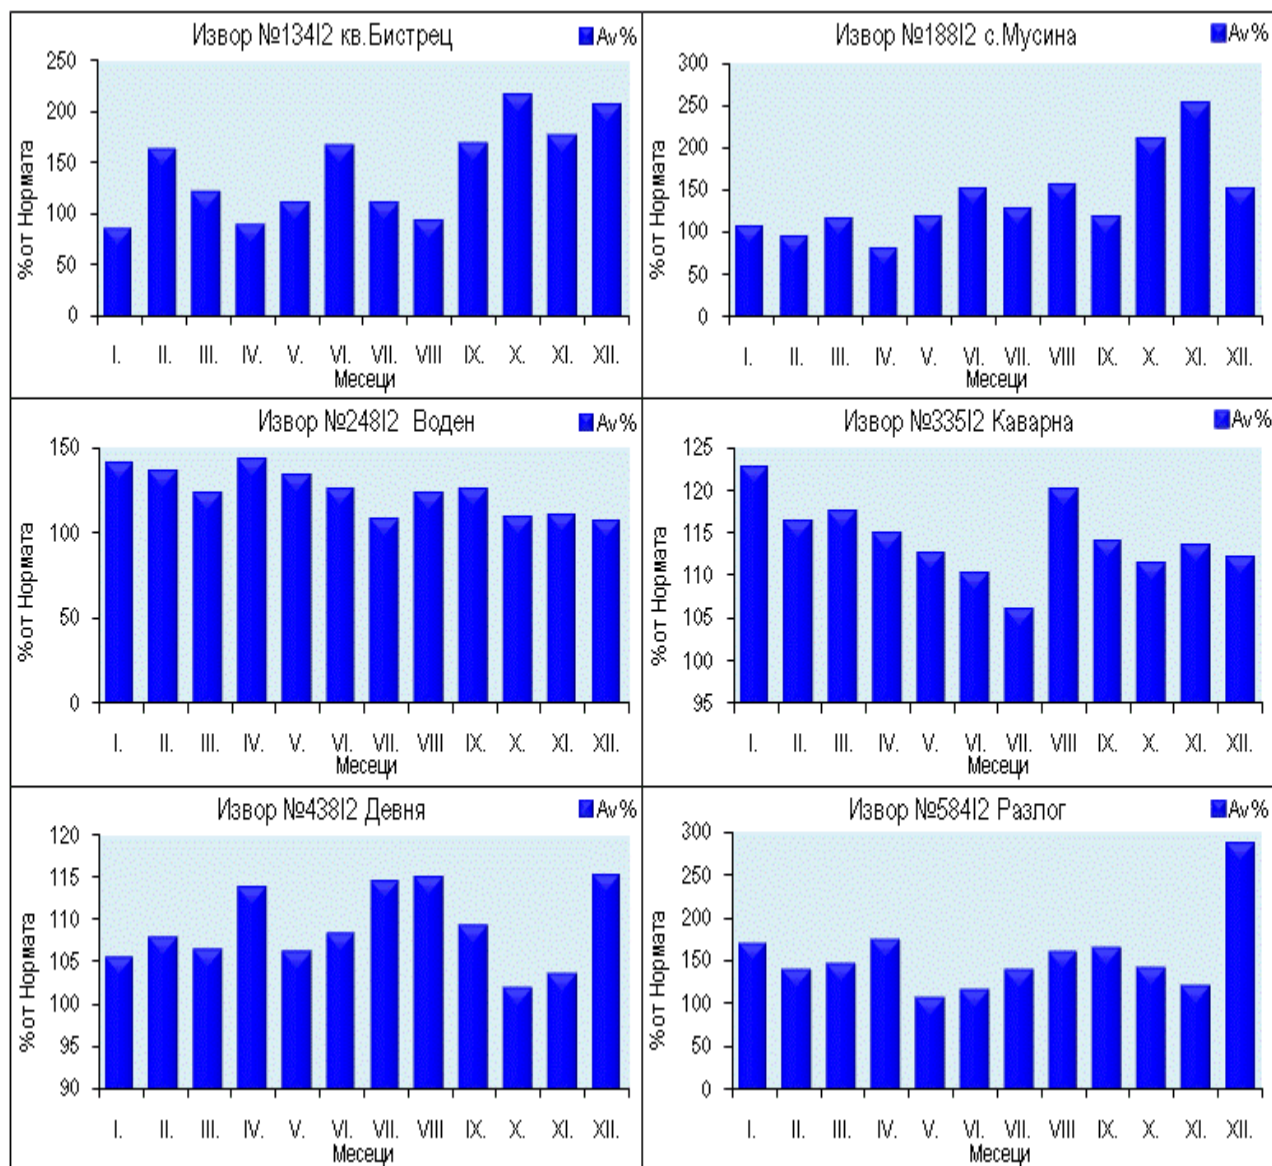 Извор №134I2 кв.Бистрец
Av%
% от Нормата
250
200
150
100
50
0
I. II. III. IV. V. VI. VII. VIII IX. X. XI. XII.
Месеци
Извор №188I2 с.Мусина
Av%
% от Нормата
300
250
200
150
100
50
0
I. II. III. IV. V. VI. VII. VIII IX. X. XI. XII.
Месеци
Извор №248I2 Воден
Av%
% от Нормата
150
100
50
0
I. II. III. IV. V. VI. VII. VIII IX. X. XI. XII.
Месеци
Извор №335I2 Каварна
Av%
% от Нормата
125
120
115
110
105
100
95
I. II. III. IV. V. VI. VII. VIII IX. X. XI. XII.
Месеци
Извор №438I2 Девня
Av%
% от Нормата
120
115
110
105
100
95
90
I. II. III. IV. V. VI. VII. VIII IX. X. XI. XII.
Месеци
Извор №584I2 Разлог
Av%
% от Нормата
300
250
200
150
100
50
0
I. II. III. IV. V. VI. VII. VIII IX. X. XI. XII.
Месеци